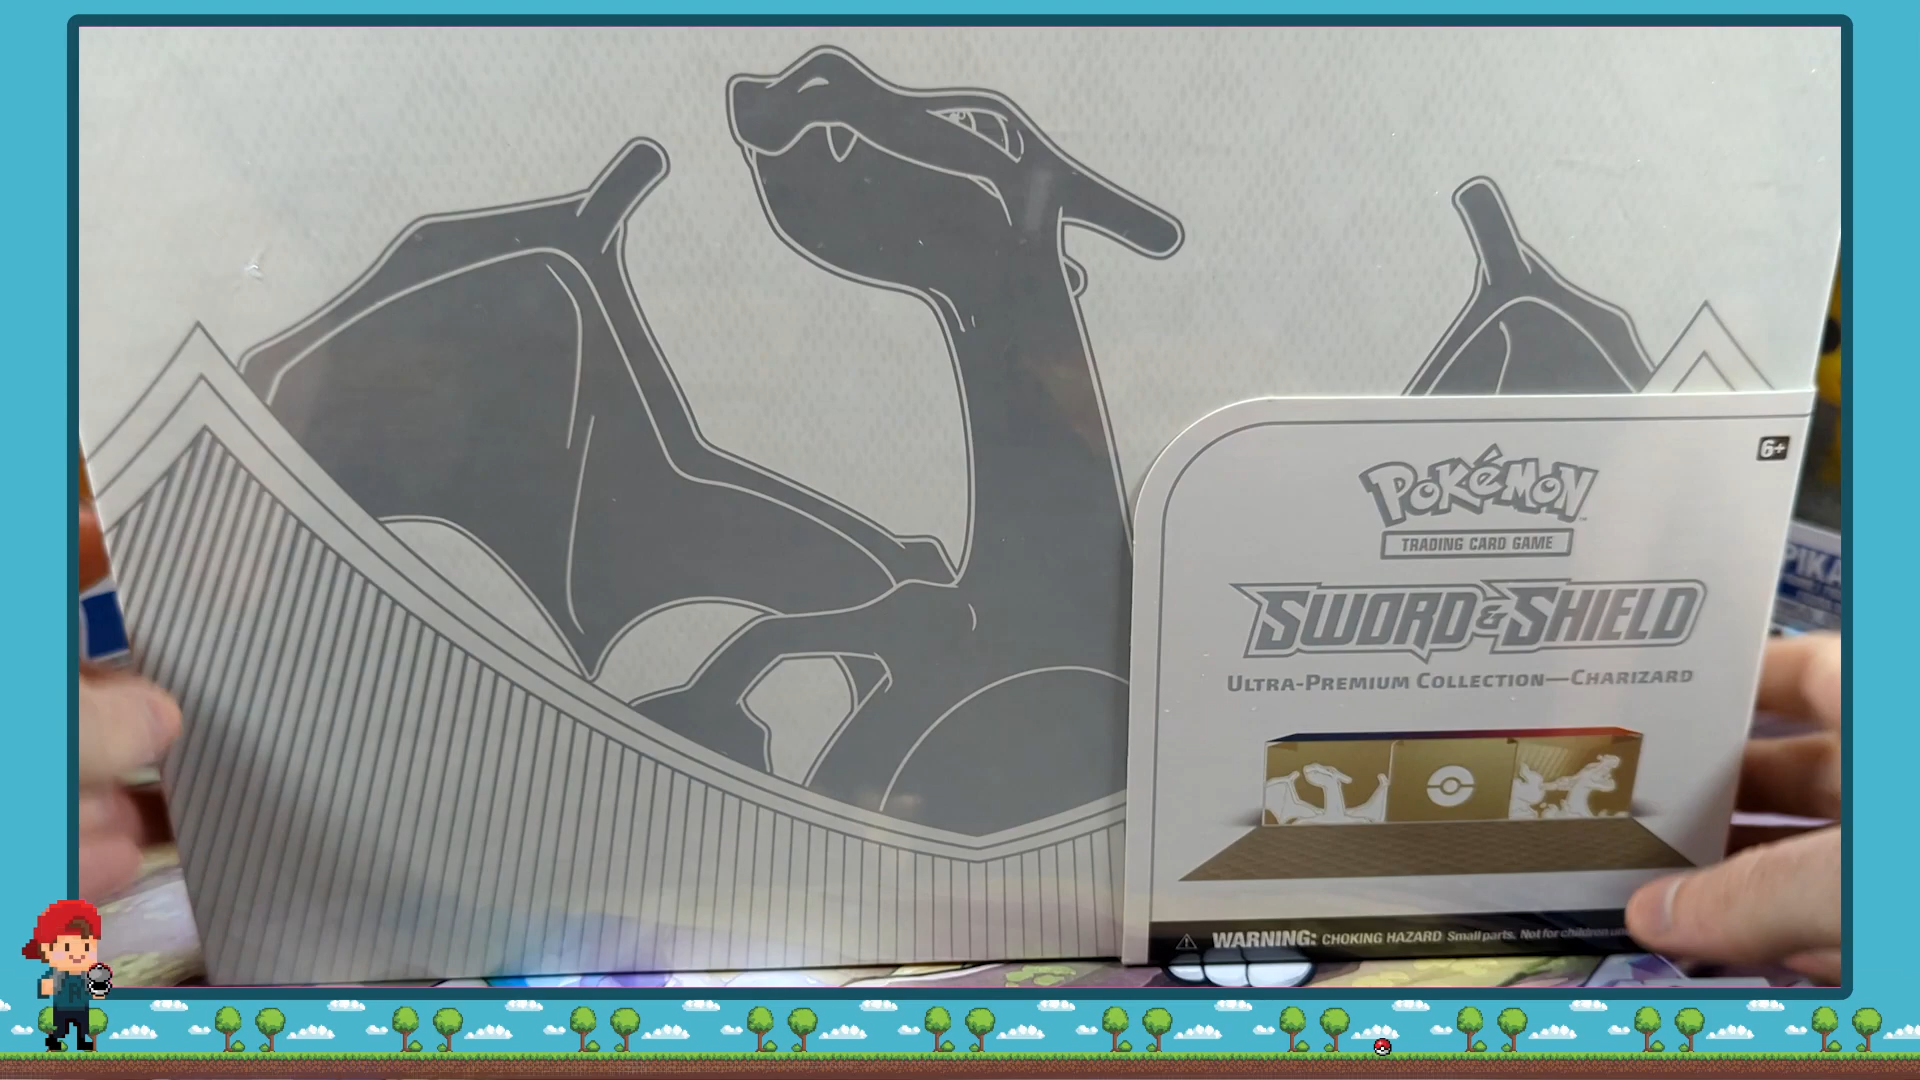 6+
POKéMON
TRADING CARD GAME
SWORD & SHIELD
ULTRA-PREMIUM COLLECTION—CHARIZARD
WARNING: CHOKING HAZARD Small parts. Not for children
PIKA
R